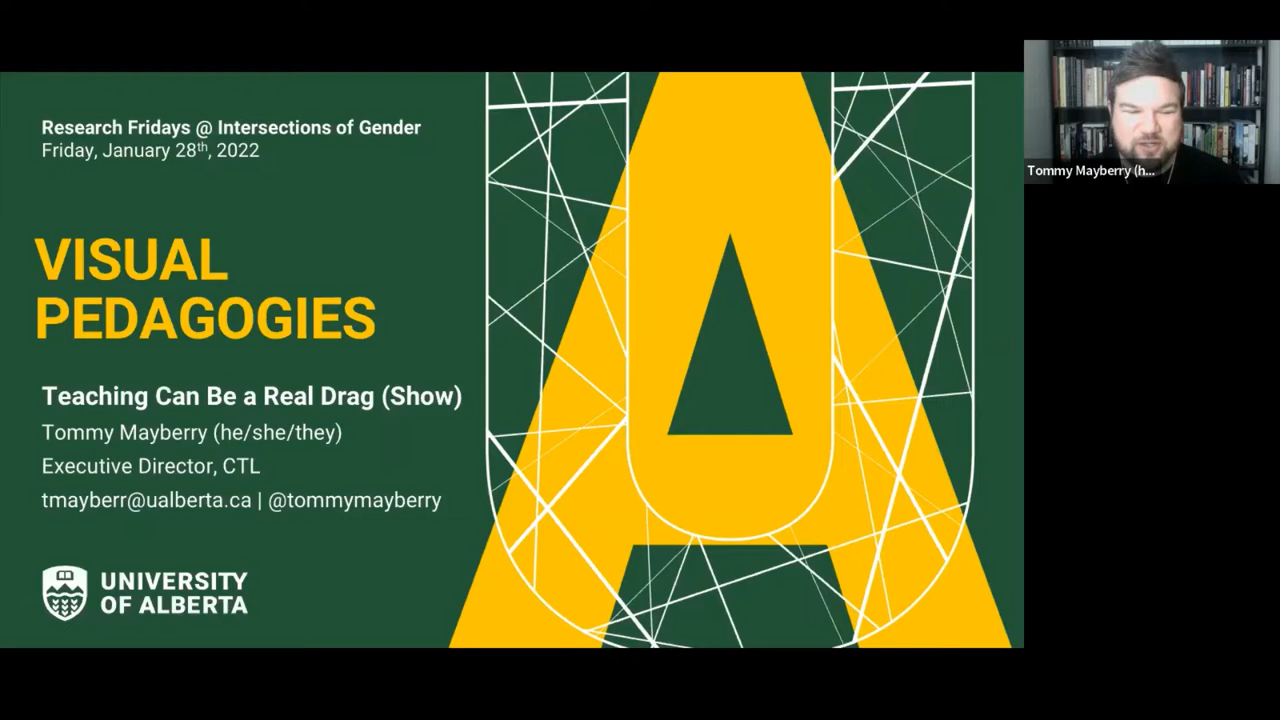 Research Fridays @ Intersections of Gender
Friday, January 28th, 2022
VISUAL
PEDAGOGIES
Teaching Can Be a Real Drag (Show)
Tommy Mayberry (he/she/they)
Executive Director, CTL
tmayberr@ualberta.ca | @tommymayberry
UNIVERSITY
OF ALBERTA
Tommy Mayberry (h...